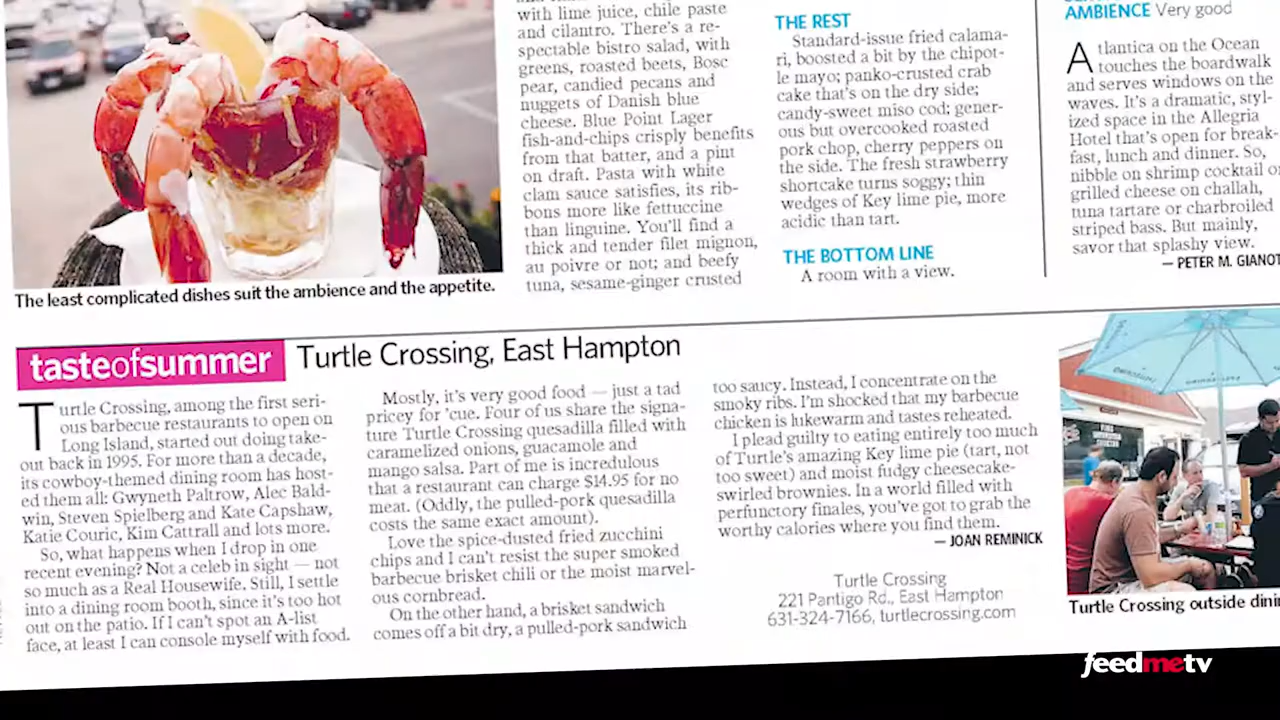 with lime juice, chile paste
and cilantro. There's a re-
spectable bistro salad, with
greens, roasted beets, Bosc
pear, candied pecans and
nuggets of Danish blue
cheese. Blue Point Lager
fish-and-chips crisply benefits
from that batter, and a pint
on draft. Pasta with white
clam sauce satisfies, its rib-
bons more like fettuccine
than linguine. You'll find a
thick and tender filet mignon,
au poivre or not; and beefy
tuna, sesame-ginger crusted
THE REST
Standard-issue fried calama-
ri, boosted a bit by the chipot-
le mayo; panko-crusted crab
cake that's on the dry side;
candy-sweet miso cod; gener-
ous but overcooked roasted
pork chop, cherry peppers on
the side. The fresh strawberry
shortcake turns soggy; thin
wedges of Key lime pie, more
acidic than tart.
THE BOTTOM LINE
A room with a view.
AMBIENCE Very good
Atlantica on the Ocean
touches the boardwalk
and serves windows on the
waves. It's a dramatic, styl-
ized space in the Allegria
Hotel that's open for break-
fast, lunch and dinner. So,
nibble on shrimp cocktail
grilled cheese on challah,
tuna tartare or charbroiled
striped bass. But mainly,
savor that splashy view.
— PETER M. GIANOT
The least complicated dishes suit the ambience and the appetite.
tasteofsummer Turtle Crossing, East Hampton
Turtle Crossing, among the first seri-
ous barbecue restaurants to open on
Long Island, started out doing take-
out back in 1995. For more than a decade,
its cowboy-themed dining room has host-
ed them all: Gwyneth Paltrow, Alec Bald-
win, Steven Spielberg and Kate Capshaw,
Katie Couric, Kim Cattrall and lots more.
So, what happens when I drop in one
recent evening? Not a celeb in sight — not
so much as a Real Housewife. Still, I settle
into a dining room booth, since it's too hot
out on the patio. If I can't spot an A-list
face, at least I can console myself with food.
Mostly, it's very good food — just a tad
pricey for 'cue. Four of us share the signa-
ture Turtle Crossing quesadilla filled with
caramelized onions, guacamole and
mango salsa. Part of me is incredulous
that a restaurant can charge $14.95 for no
meat. (Oddly, the pulled-pork quesadilla
costs the same exact amount).
Love the spice-dusted fried zucchini
chips and I can't resist the super smoked
barbecue brisket chili or the moist marvel-
ous cornbread.
On the other hand, a brisket sandwich
comes off a bit dry, a pulled-pork sandwich
too saucy. Instead, I concentrate on the
smoky ribs. I'm shocked that my barbecue
chicken is lukewarm and tastes reheated.
I plead guilty to eating entirely too much
of Turtle's amazing Key lime pie (tart, not
too sweet) and moist fudgy cheesecake-
swirled brownies. In a world filled with
perfunctory finales, you've got to grab the
worthy calories where you find them.
— JOAN REMINICK
Turtle Crossing
221 Pantigo Rd., East Hampton
631-324-7166, turtlecrossing.com
Turtle Crossing outside dini
feedmetv